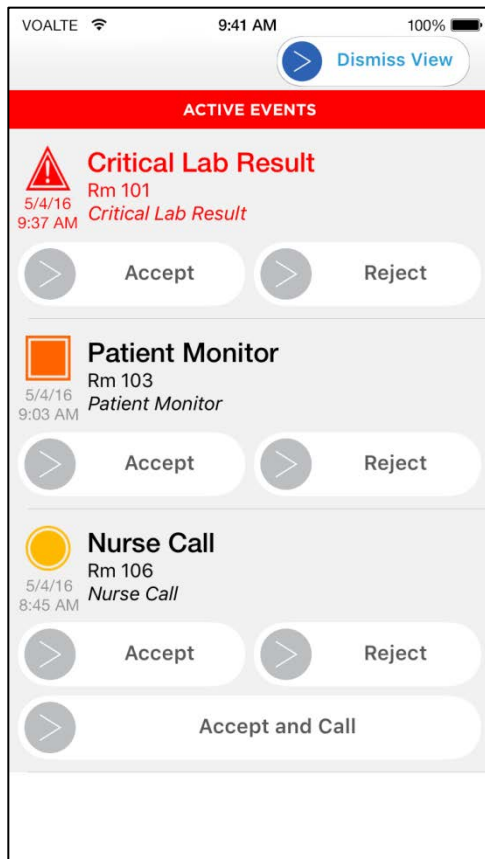 VOALTE 9:41 AM 100%
Dismiss View
ACTIVE EVENTS
Critical Lab Result
Rm 101
5/4/16
Critical Lab Result
9:37 AM
Accept Reject
Patient Monitor
Rm 103
5/4/16
Patient Monitor
9:03 AM
Accept Reject
Nurse Call
Rm 106
5/4/16
Nurse Call
8:45 AM
Accept Reject
Accept and Call